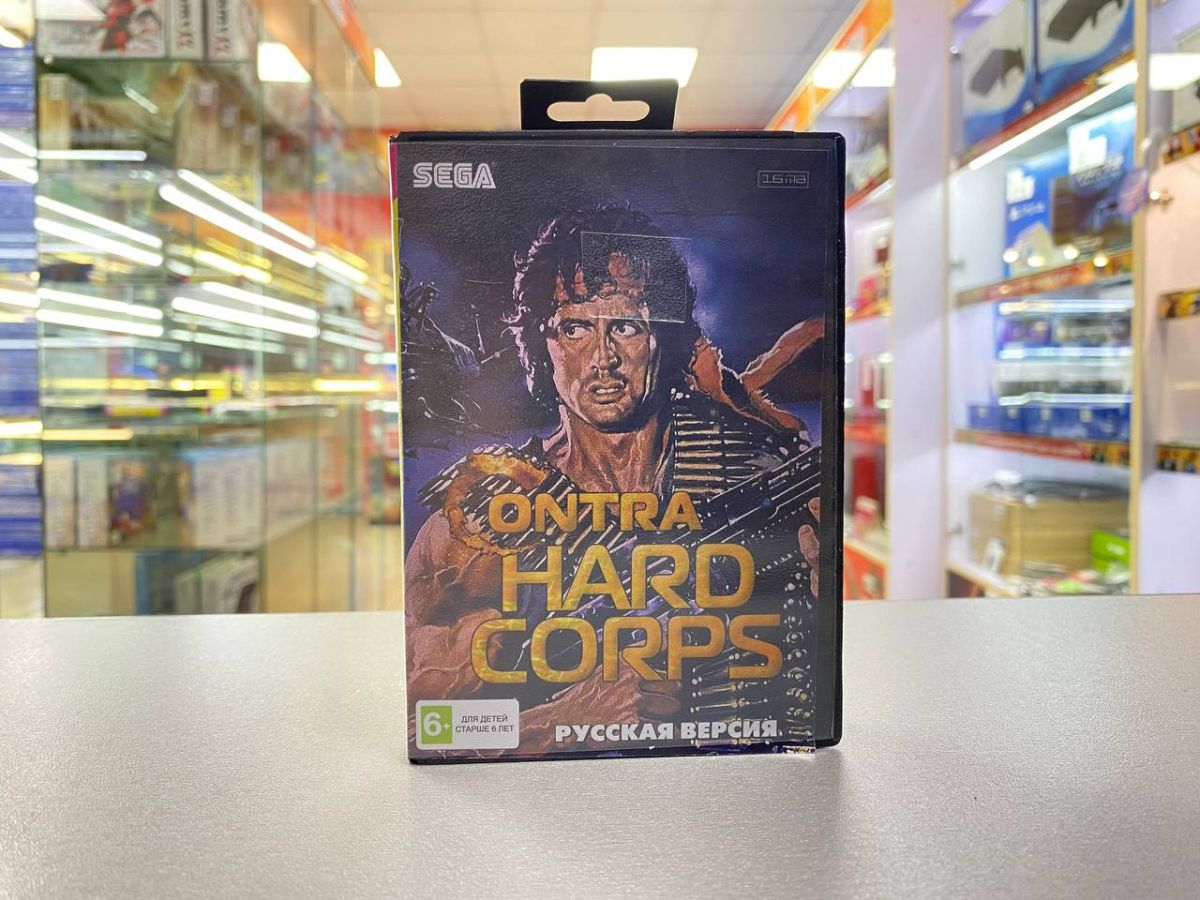 SEGA
16 MB
ONTRA
HARD
CORPS
6+
ДЛЯ ДЕТЕЙ
СТАРШЕ 6 ЛЕТ
РУССКАЯ ВЕРСИЯ